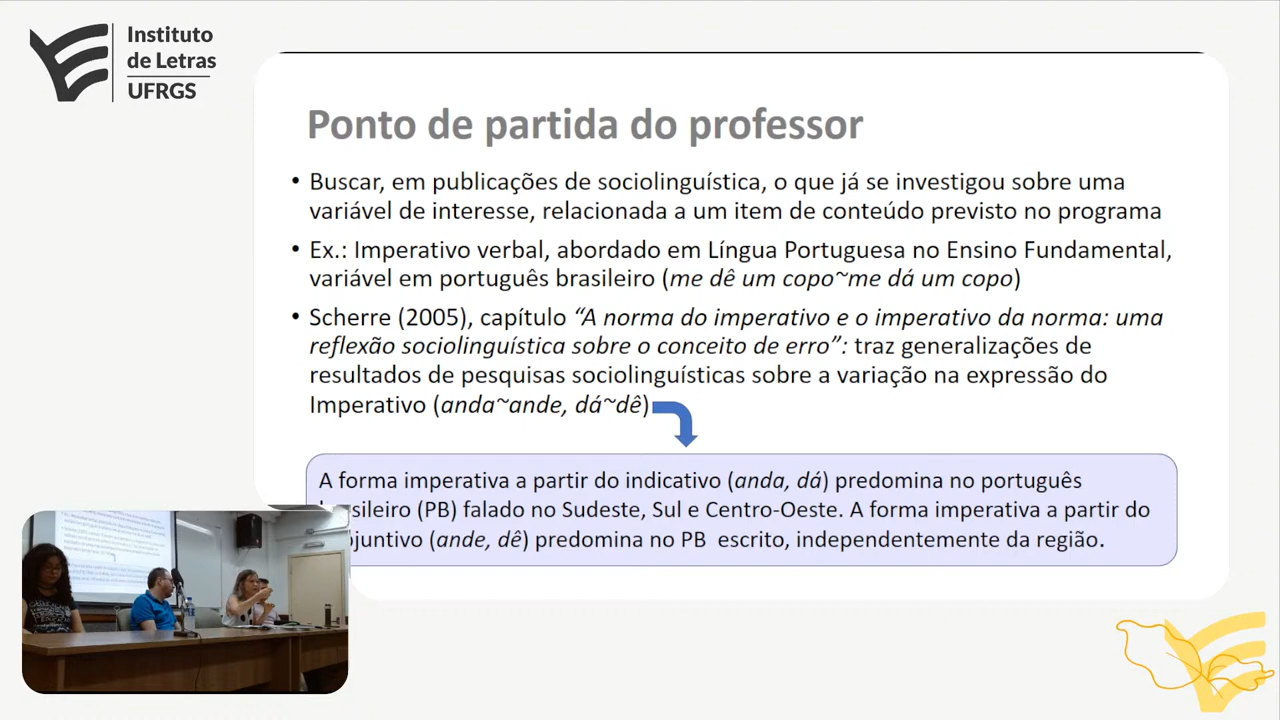 Instituto
de Letras
UFRGS
Ponto de partida do professor
• Buscar, em publicações de sociolinguística, o que já se investigou sobre uma
variável de interesse, relacionada a um item de conteúdo previsto no programa
• Ex.: Imperativo verbal, abordado em Língua Portuguesa no Ensino Fundamental,
variável em português brasileiro (me dê um copo~me dá um copo)
• Scherre (2005), capítulo “A norma do imperativo e o imperativo da norma: uma
reflexão sociolinguística sobre o conceito de erro”: traz generalizações de
resultados de pesquisas sociolinguísticas sobre a variação na expressão do
Imperativo (anda~ande, dá~dê)
A forma imperativa a partir do indicativo (anda, dá) predomina no português
sileiro (PB) falado no Sudeste, Sul e Centro-Oeste. A forma imperativa a partir do
juntivo (ande, dê) predomina no PB escrito, independentemente da região.